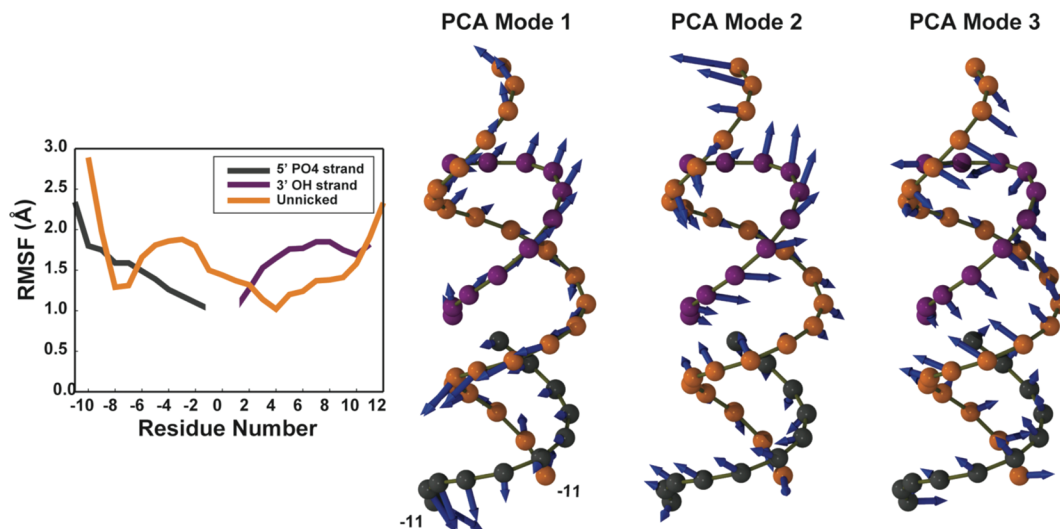 PCA Mode 1
PCA Mode 2
PCA Mode 3
3.0
2.5
2.0
1.5
1.0
0.5
0.0
RMSF (Å)
5' PO4 strand
3' OH strand
Unnicked
-10 -8 -6 -4 -2 0 2 4 6 8 10 12
Residue Number
-11
-11